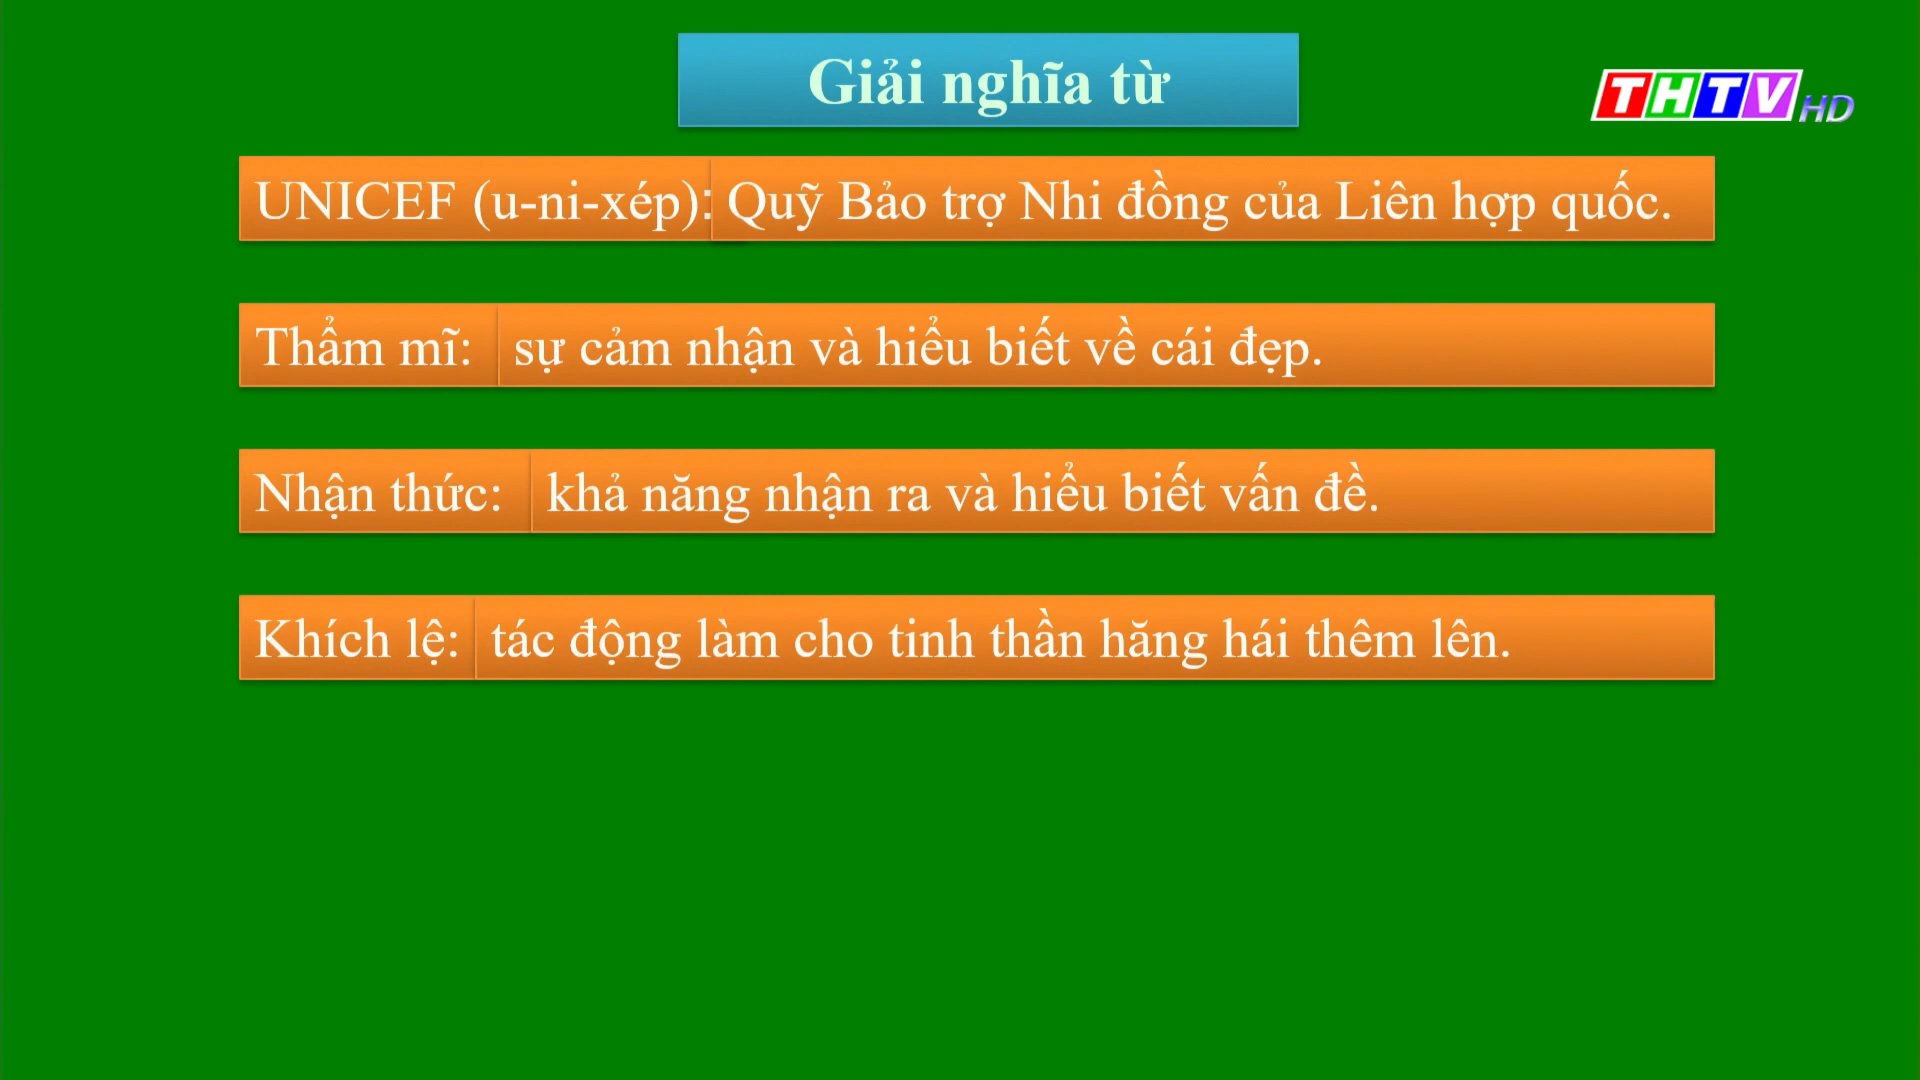 Giải nghĩa từ
THTV HD
UNICEF (u-ni-xép): Quỹ Bảo trợ Nhi đồng của Liên hợp quốc.
Thẩm mĩ: sự cảm nhận và hiểu biết về cái đẹp.
Nhận thức: khả năng nhận ra và hiểu biết vấn đề.
Khích lệ: tác động làm cho tinh thần hăng hái thêm lên.